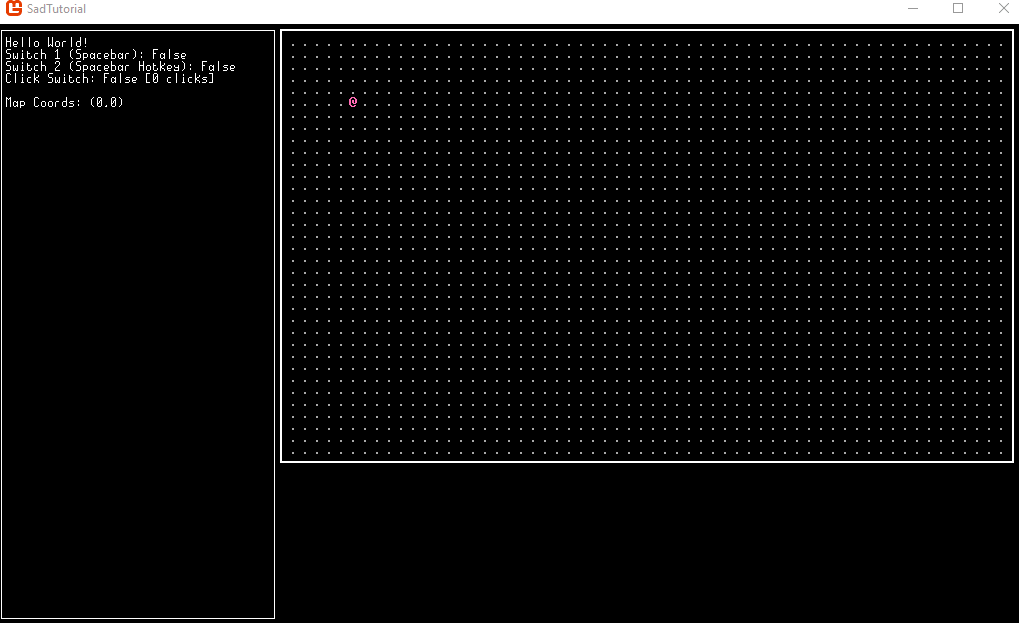 SadTutorial
Hello World!
Switch 1 (Spacebar): False
Switch 2 (Spacebar Hotkey): False
Click Switch: False [0 clicks]
Map Coords: (0.0)
@